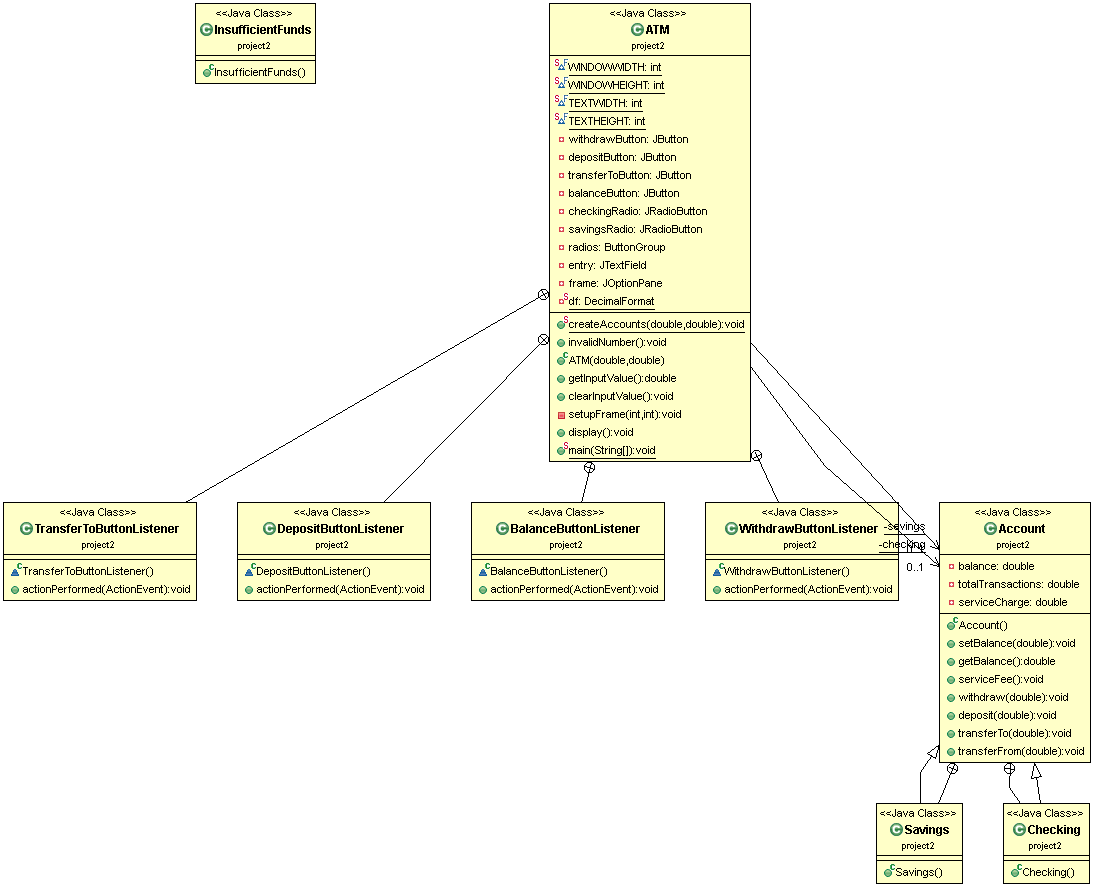 <<Java Class>>
InsufficientFunds
project2
InsufficientFunds()
<<Java Class>>
ATM
project2
WINDOWWIDTH: int
WINDOWHEIGHT: int
TEXTWIDTH: int
TEXTHEIGHT: int
withdrawButton: JButton
depositButton: JButton
transferToButton: JButton
balanceButton: JButton
checkingRadio: JRadioButton
savingsRadio: JRadioButton
radios: ButtonGroup
entry: JTextField
frame: JOptionPane
df: DecimalFormat
createAccounts(double,double):void
invalidNumber():void
ATM(double,double)
getInputValue():double
clearInputValue():void
setupFrame(int,int):void
display():void
main(String[]):void
<<Java Class>>
TransferToButtonListener
project2
TransferToButtonListener()
actionPerformed(ActionEvent):void
<<Java Class>>
DepositButtonListener
project2
DepositButtonListener()
actionPerformed(ActionEvent):void
<<Java Class>>
BalanceButtonListener
project2
BalanceButtonListener()
actionPerformed(ActionEvent):void
<<Java Class>>
WithdrawButtonListener
project2
WithdrawButtonListener()
actionPerformed(ActionEvent):void
-savings
-checking
0..1
<<Java Class>>
Account
project2
balance: double
totalTransactions: double
serviceCharge: double
Account()
setBalance(double):void
getBalance():double
serviceFee():void
withdraw(double):void
deposit(double):void
transferTo(double):void
transferFrom(double):void
<<Java Class>>
Savings
project2
Savings()
<<Java Class>>
Checking
project2
Checking()